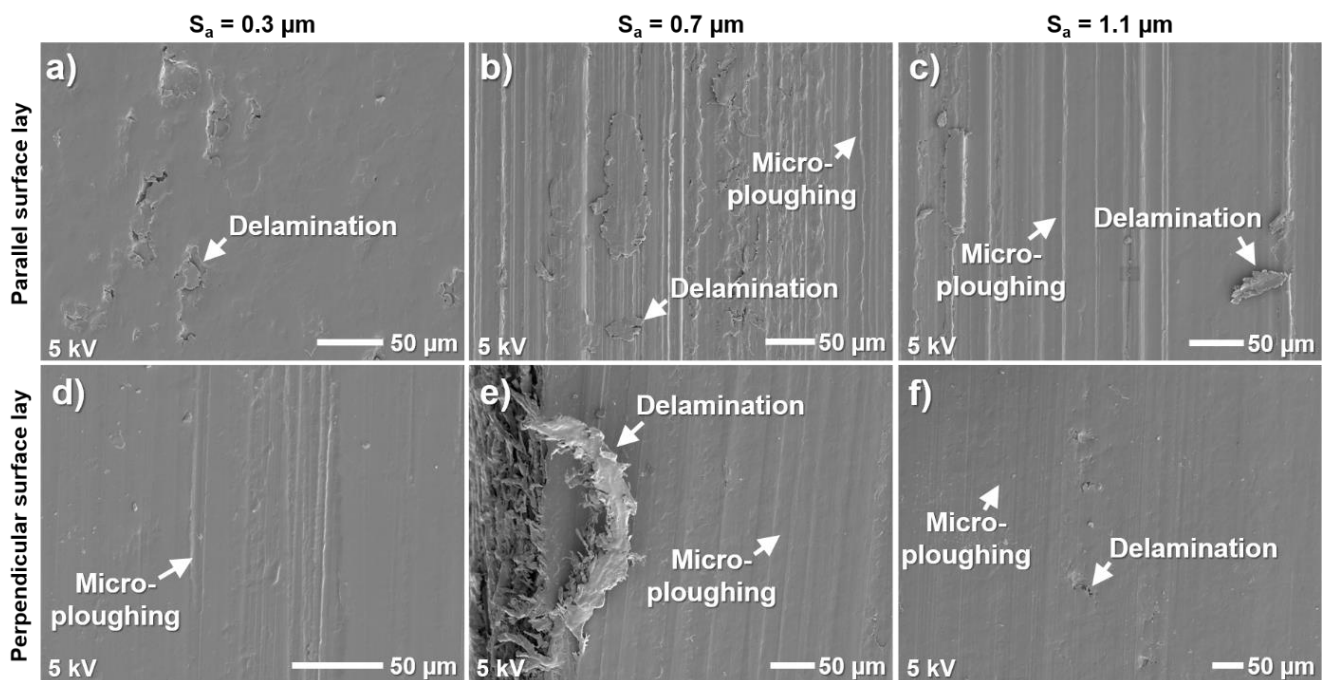 Sa = 0.3 µm
Sa = 0.7 µm
Sa = 1.1 µm
Parallel surface lay
a)
Delamination
5 kV
50 µm
b)
Micro-
ploughing
Delamination
5 kV
50 µm
c)
Delamination
Micro-
ploughing
5 kV
50 µm
Perpendicular surface lay
d)
Micro-
ploughing
5 kV
50 µm
e)
Delamination
Micro-
ploughing
5 kV
50 µm
f)
Micro-
ploughing
Delamination
5 kV
50 µm